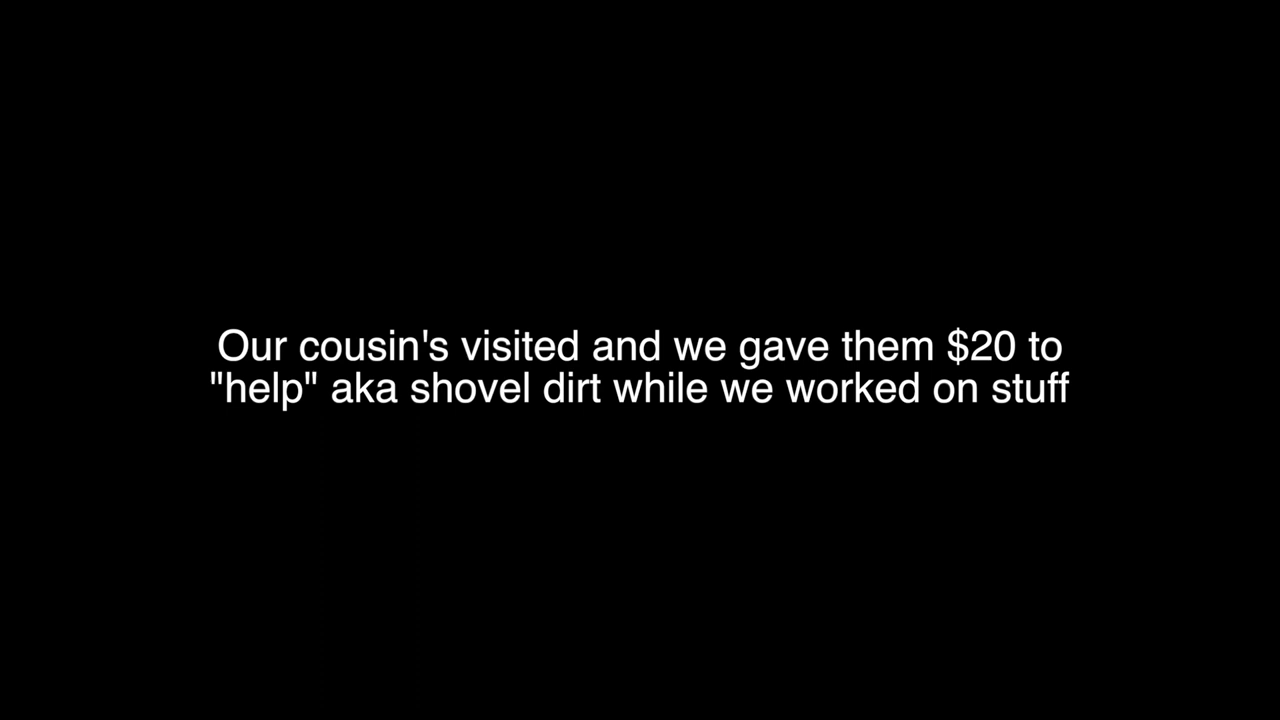 Our cousin's visited and we gave them $20 to
"help" aka shovel dirt while we worked on stuff